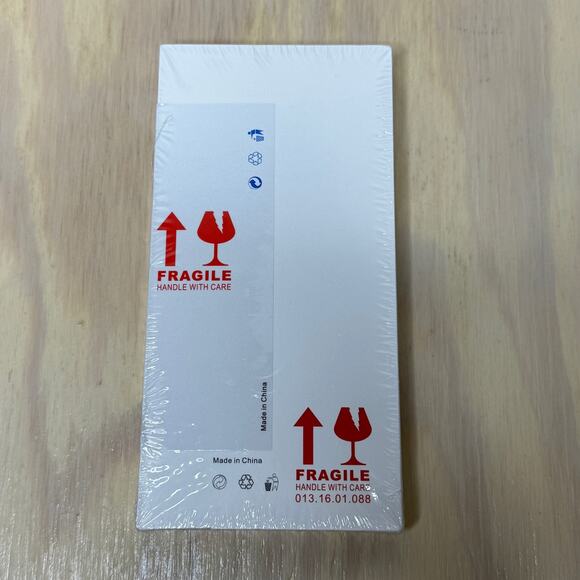 FRAGILE
HANDLE WITH CARE
Made in China
Made in China
FRAGILE
HANDLE WITH CARE
013.16.01.088